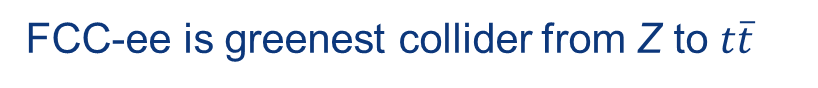 FCC-ee is greenest collider from Z to tt̄